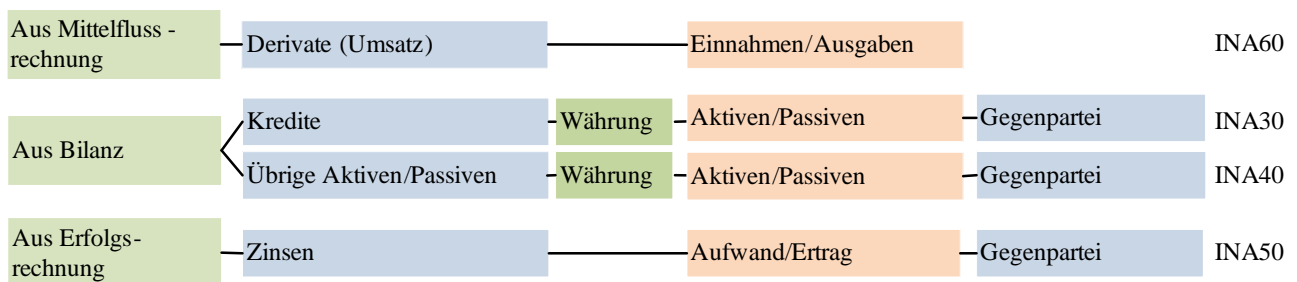 Aus Mittelfluss -
rechnung
Derivate (Umsatz)
Einnahmen/Ausgaben
INA60
Aus Bilanz
Kredite
Währung
Aktiven/Passiven
Gegenpartei
INA30
Übrige Aktiven/Passiven
Währung
Aktiven/Passiven
Gegenpartei
INA40
Aus Erfolgs-
rechnung
Zinsen
Aufwand/Ertrag
Gegenpartei
INA50